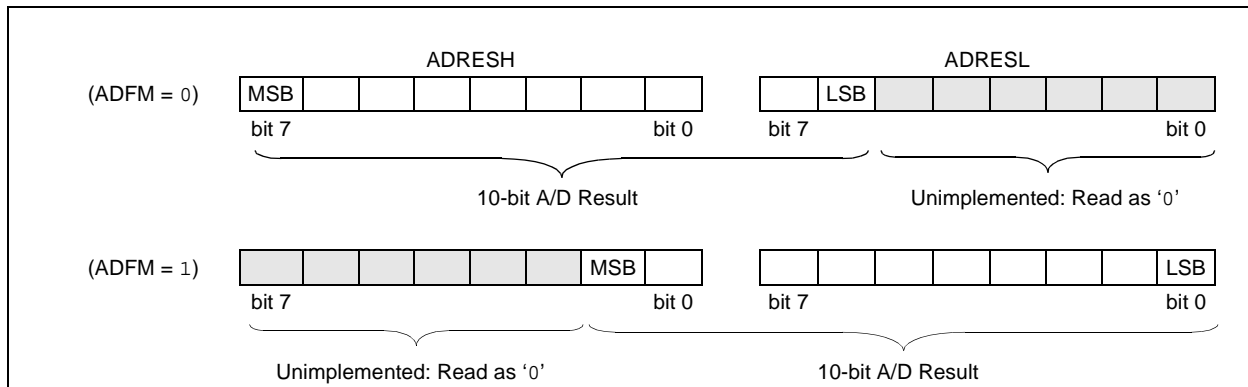 ADRESH ADRESL
(ADFM = 0) MSB LSB
bit 7 bit 0 bit 7 bit 0
10-bit A/D Result Unimplemented: Read as ‘0’
(ADFM = 1) MSB LSB
bit 7 bit 0 bit 7 bit 0
Unimplemented: Read as ‘0’ 10-bit A/D Result